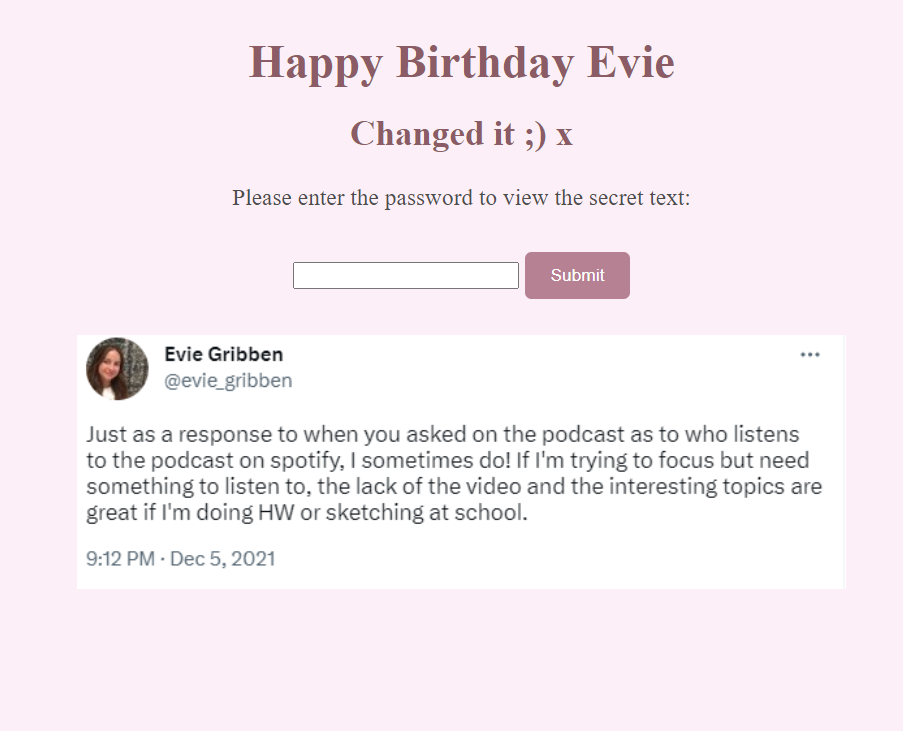 Happy Birthday Evie
Changed it ;) x
Please enter the password to view the secret text:
Submit
Evie Gribben
@evie_gribben
Just as a response to when you asked on the podcast as to who listens
to the podcast on spotify, I sometimes do! If I'm trying to focus but need
something to listen to, the lack of the video and the interesting topics are
great if I'm doing HW or sketching at school.
9:12 PM · Dec 5, 2021